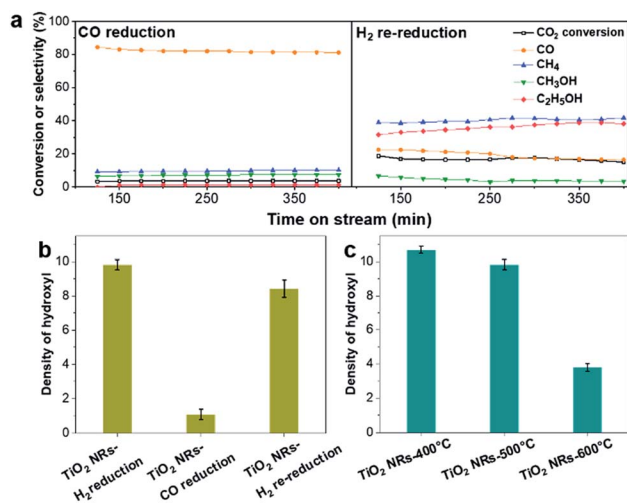 a
CO reduction
H2 re-reduction
CO2 conversion
CO
CH4
CH3OH
C2H5OH
Conversion or selectivity (%)
100
80
60
40
20
0
150 250 350 150 250 350
Time on stream (min)
b
Density of hydroxyl
10
8
6
4
2
0
TiO2 NRs-
H2 reduction
TiO2 NRs-
CO reduction
TiO2 NRs-
H2 re-reduction
c
Density of hydroxyl
10
8
6
4
2
0
TiO2 NRs-400°C
TiO2 NRs-500°C
TiO2 NRs-600°C